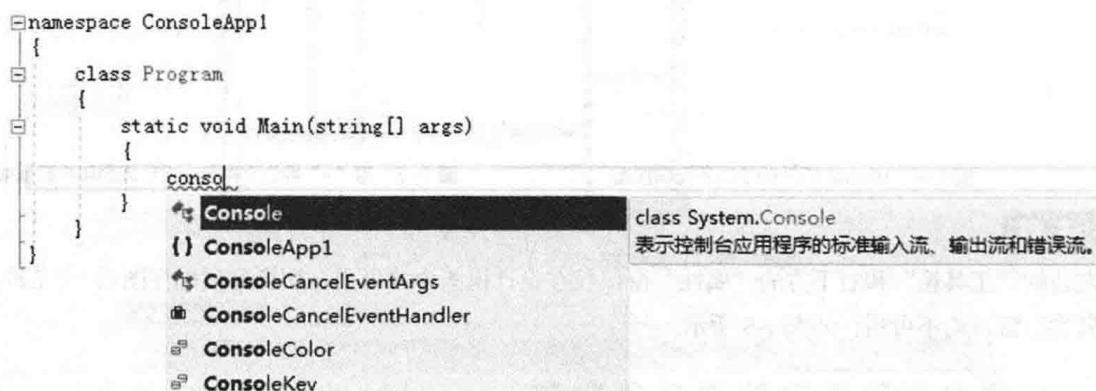 namespace ConsoleApp1
{
class Program
{
static void Main(string[] args)
{
conso
}
}
}
Console
{ } ConsoleApp1
ConsoleCancelEventArgs
ConsoleCancelEventHandler
ConsoleColor
ConsoleKey
class System.Console
表示控制台应用程序的标准输入流、输出流和错误流。